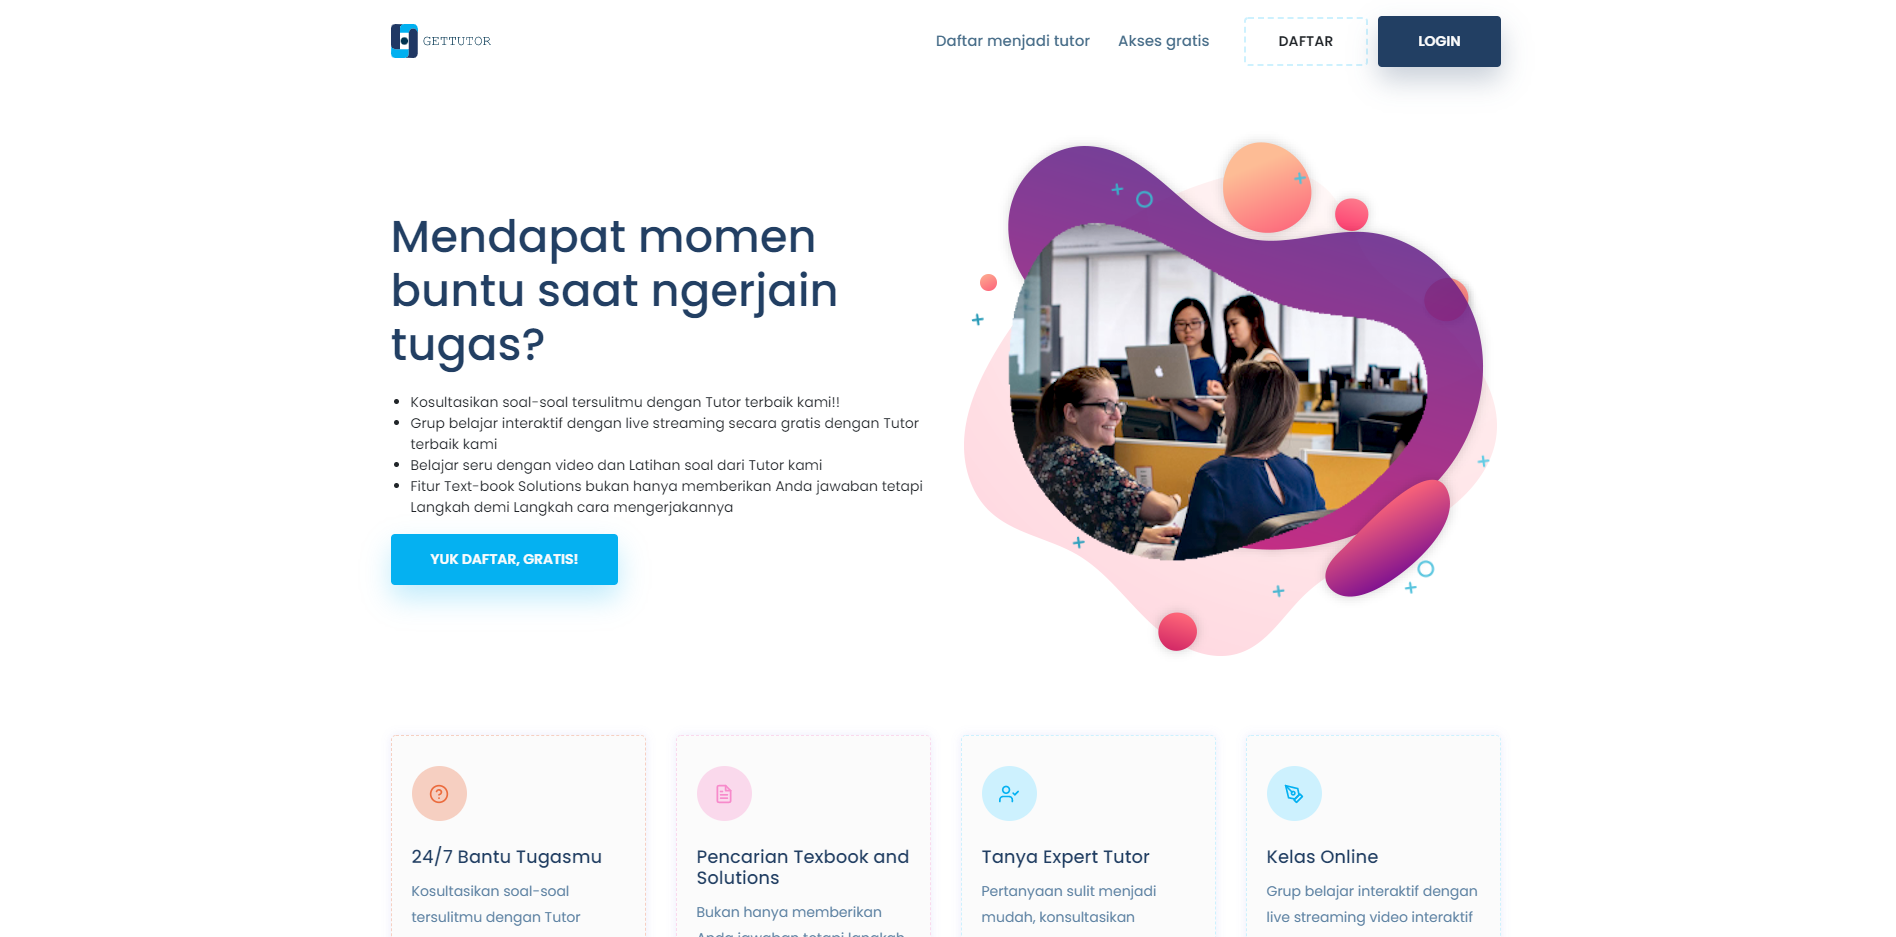 GETTUTOR
Daftar menjadi tutor
Akses gratis
DAFTAR
LOGIN
Mendapat momen
buntu saat ngerjain
tugas?
Kosultasikan soal-soal tersulitmu dengan Tutor terbaik kami!!
Grup belajar interaktif dengan live streaming secara gratis dengan Tutor
terbaik kami
Belajar seru dengan video dan Latihan soal dari Tutor kami
Fitur Text-book Solutions bukan hanya memberikan Anda jawaban tetapi
Langkah demi Langkah cara mengerjakannya
YUK DAFTAR, GRATIS!
24/7 Bantu Tugasmu
Kosultasikan soal-soal
tersulitmu dengan Tutor
Pencarian Texbook and
Solutions
Bukan hanya memberikan
Anda jawaban tetapi langkah
Tanya Expert Tutor
Pertanyaan sulit menjadi
mudah, konsultasikan
Kelas Online
Grup belajar interaktif dengan
live streaming video interaktif